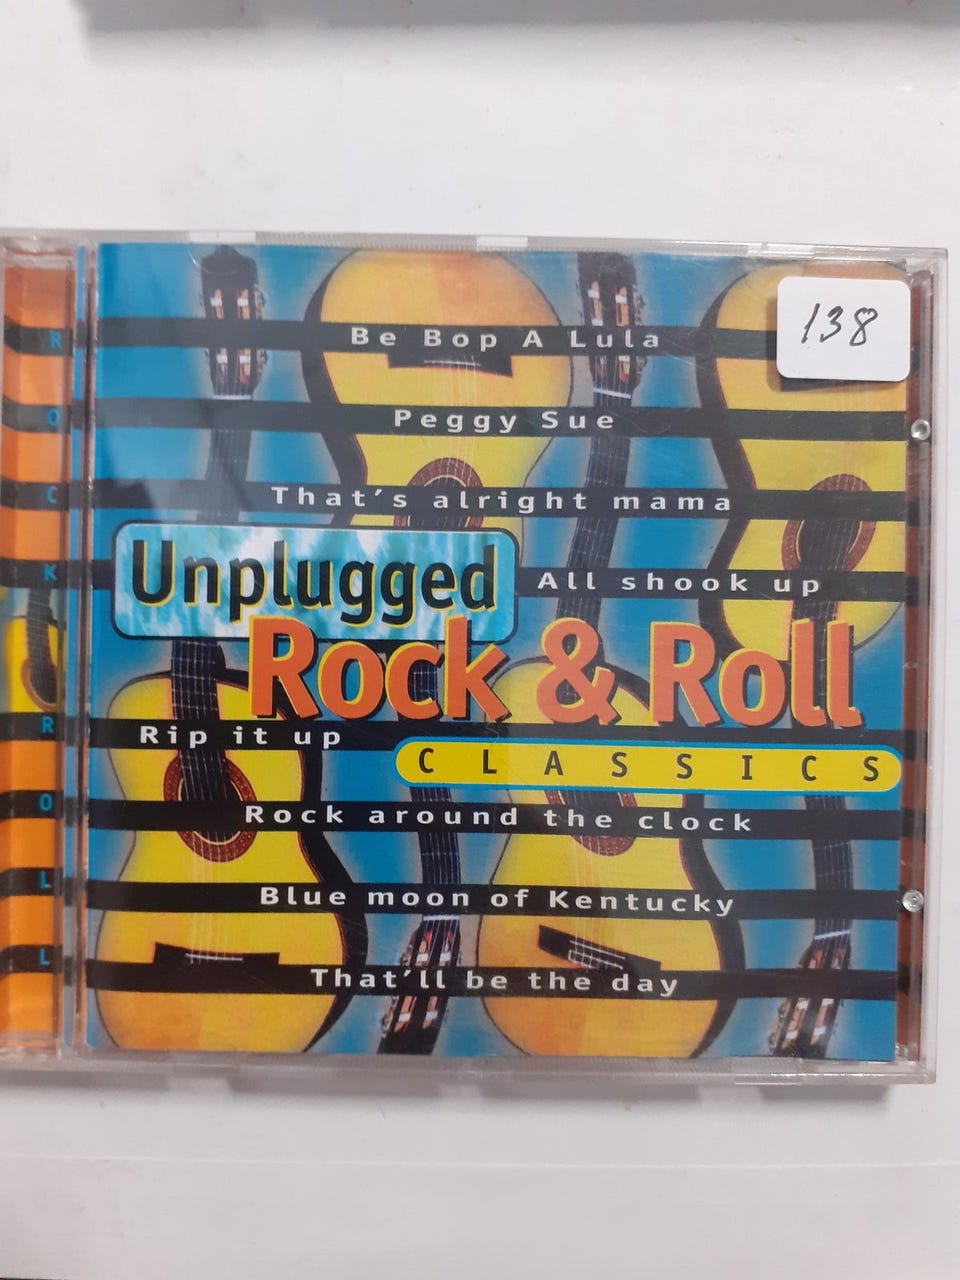 138
Be Bop A Lula
Peggy Sue
That's alright mama
Unplugged
All shook up
Rock & Roll
Rip it up
CLASSICS
Rock around the clock
Blue moon of Kentucky
That'll be the day
R
O
C
K
R
O
L
L